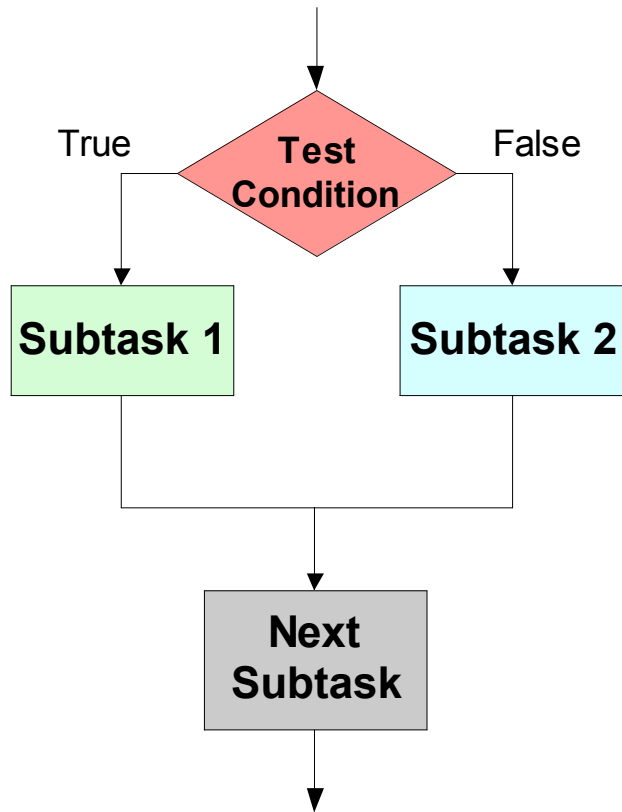 True
False
Test
Condition
Subtask 1
Subtask 2
Next
Subtask